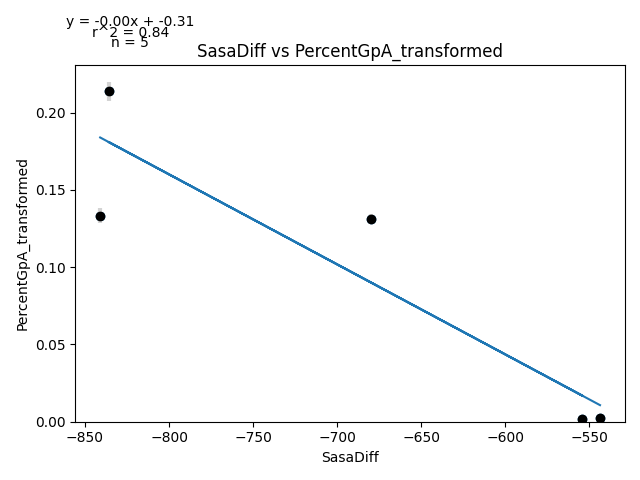 y = -0.00x + -0.31
r^2 = 0.84
n = 5
SasaDiff vs PercentGpA_transformed
PercentGpA_transformed
0.20
0.15
0.10
0.05
0.00
−850
−800
−750
−700
−650
−600
−550
SasaDiff